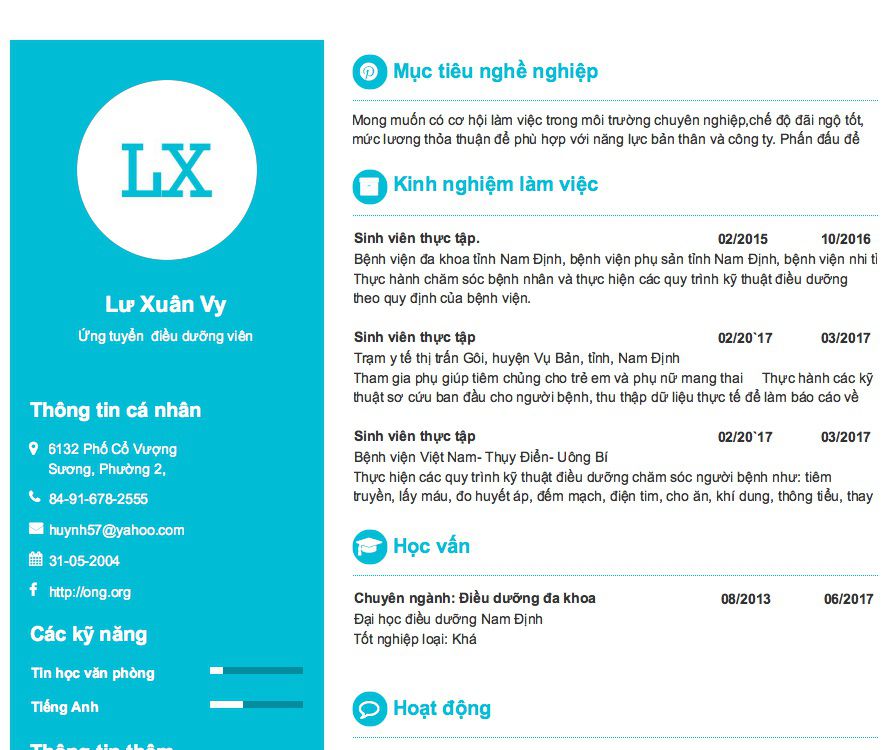 LX
Lư Xuân Vy
Ứng tuyển điều dưỡng viên
Thông tin cá nhân
6132 Phố Cổ Vượng
Sương, Phường 2,
84-91-678-2555
huynh57@yahoo.com
31-05-2004
http://ong.org
Các kỹ năng
Tin học văn phòng
Tiếng Anh
Thông tin thêm
Mục tiêu nghề nghiệp
Mong muốn có cơ hội làm việc trong môi trường chuyên nghiệp,chế độ đãi ngộ tốt,
mức lương thỏa thuận để phù hợp với năng lực bản thân và công ty. Phấn đấu để
Kinh nghiệm làm việc
Sinh viên thực tập. 02/2015 10/2016
Bệnh viện đa khoa tỉnh Nam Định, bệnh viện phụ sản tỉnh Nam Định, bệnh viện nhi
Thực hành chăm sóc bệnh nhân và thực hiện các quy trình kỹ thuật điều dưỡng
theo quy định của bệnh viện.
Sinh viên thực tập 02/20`17 03/2017
Trạm y tế thị trấn Gôi, huyện Vụ Bản, tỉnh, Nam Định
Tham gia phụ giúp tiêm chủng cho trẻ em và phụ nữ mang thai Thực hành các kỹ
thuật sơ cứu ban đầu cho người bệnh, thu thập dữ liệu thực tế để làm báo cáo về
Sinh viên thực tập 02/20`17 03/2017
Bệnh viện Việt Nam- Thụy Điển- Uông Bí
Thực hiện các quy trình kỹ thuật điều dưỡng chăm sóc người bệnh như: tiêm
truyền, lấy máu, đo huyết áp, đếm mạch, điện tim, cho ăn, khí dung, thông tiểu, thay
Học vấn
Chuyên ngành: Điều dưỡng đa khoa 08/2013 06/2017
Đại học điều dưỡng Nam Định
Tốt nghiệp loại: Khá
Hoạt động